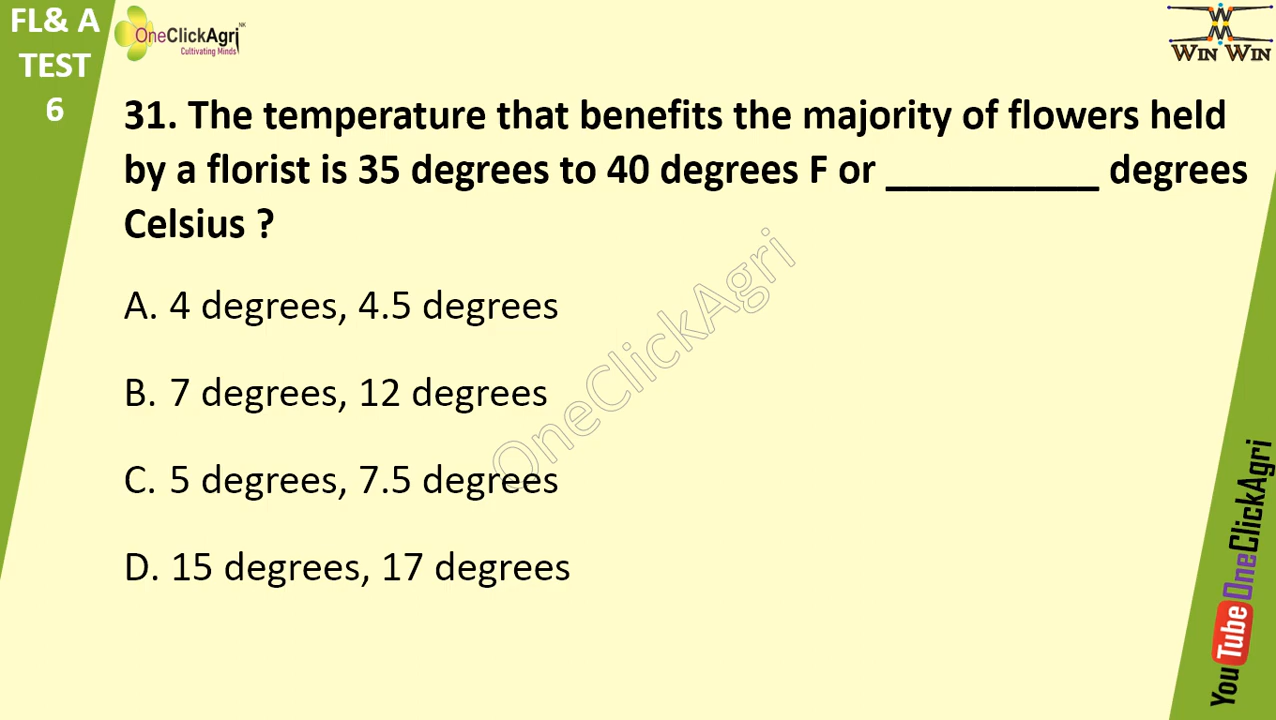 FL& A
TEST
6
OneClickAgri NK
Cultivating Minds
WIN WIN
31. The temperature that benefits the majority of flowers held
by a florist is 35 degrees to 40 degrees F or __________ degrees
Celsius ?
A. 4 degrees, 4.5 degrees
B. 7 degrees, 12 degrees
C. 5 degrees, 7.5 degrees
D. 15 degrees, 17 degrees
OneClickAgri
YouTube OneClickAgri